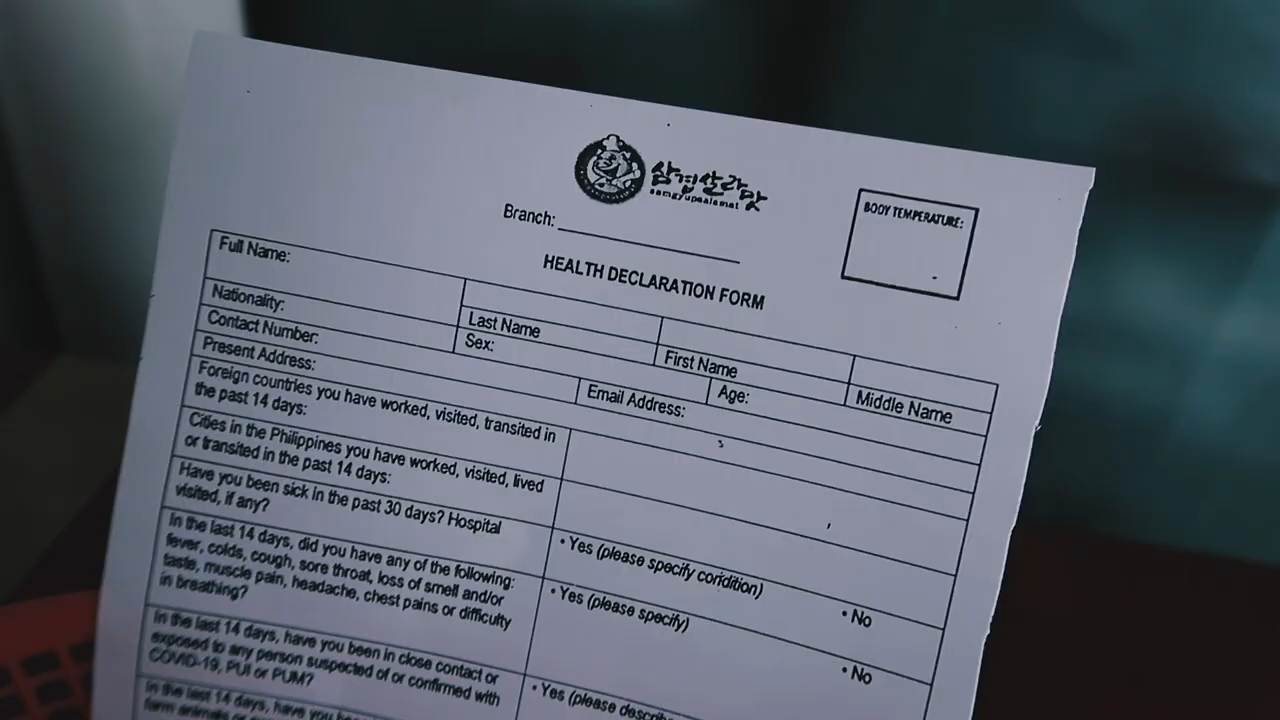 삼겹살라맛
samgyupsalamat
BODY TEMPERATURE:
Branch:
HEALTH DECLARATION FORM
Full Name:
Last Name
First Name
Middle Name
Nationality:
Sex:
Age:
Contact Number:
Email Address:
Present Address:
Foreign countries you have worked, visited, transited in
the past 14 days:
Cities in the Philippines you have worked, visited, lived
or transited in the past 14 days:
Have you been sick in the past 30 days? Hospital
visited, if any?
• Yes (please specify condition)
• No
In the last 14 days, did you have any of the following:
fever, colds, cough, sore throat, loss of smell and/or
taste, muscle pain, headache, chest pains or difficulty
in breathing?
• Yes (please specify)
• No
In the last 14 days, have you been in close contact or
exposed to any person suspected of or confirmed with
COVID-19, PUI or PUM?
• Yes (please describe
In the last 14 days, have you
farm animals or